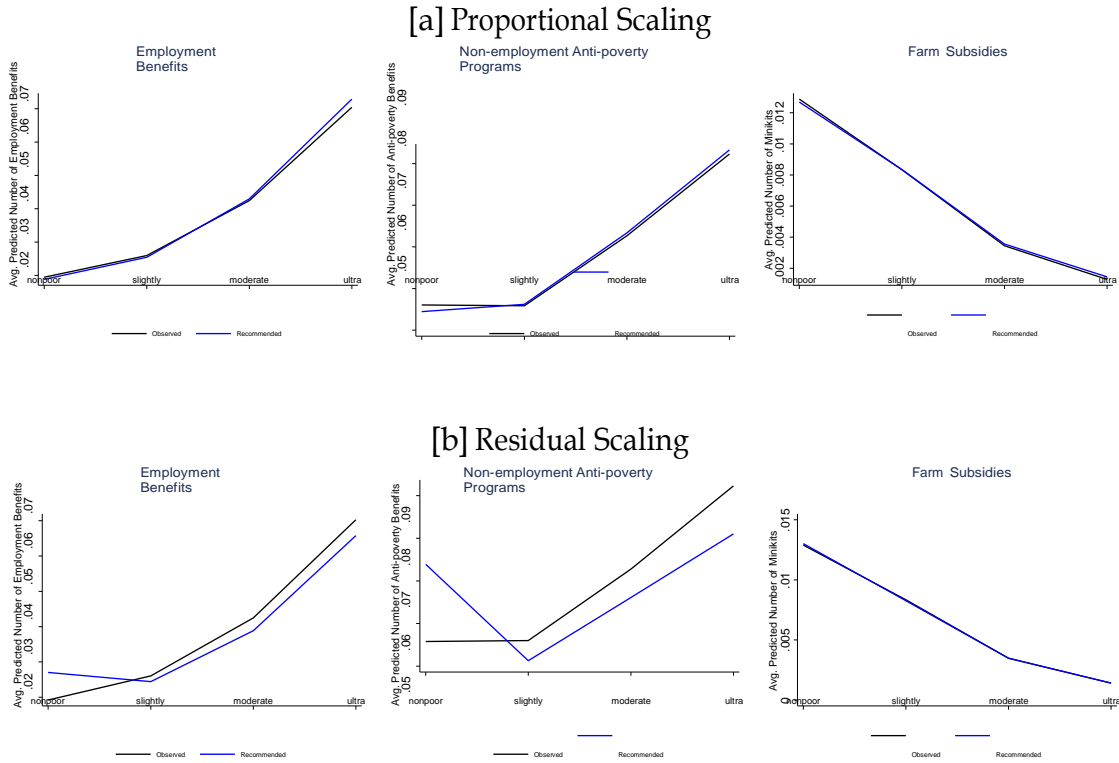 [a] Proportional Scaling
Employment
Benefits
Avg. Predicted Number of Employment Benefits
.02 .03 .04 .05 .06 .07
nonpoor slightly moderate ultra
Observed Recommended
Non-employment Anti-poverty
Programs
Avg. Predicted Number of Anti-poverty Benefits
.05 .06 .07 .08 .09
nonpoor slightly moderate ultra
Observed Recommended
Farm Subsidies
Avg. Predicted Number of Minikits
.002 .004 .006 .008 .01 .012
nonpoor slightly moderate ultra
Observed Recommended
[b] Residual Scaling
Employment
Benefits
Avg. Predicted Number of Employment Benefits
.02 .03 .04 .05 .06 .07
nonpoor slightly moderate ultra
Observed Recommended
Non-employment Anti-poverty
Programs
Avg. Predicted Number of Anti-poverty Benefits
.05 .06 .07 .08 .09
nonpoor slightly moderate ultra
Observed Recommended
Farm Subsidies
Avg. Predicted Number of Minikits
0 .005 .01 .015
nonpoor slightly moderate ultra
Observed Recommended